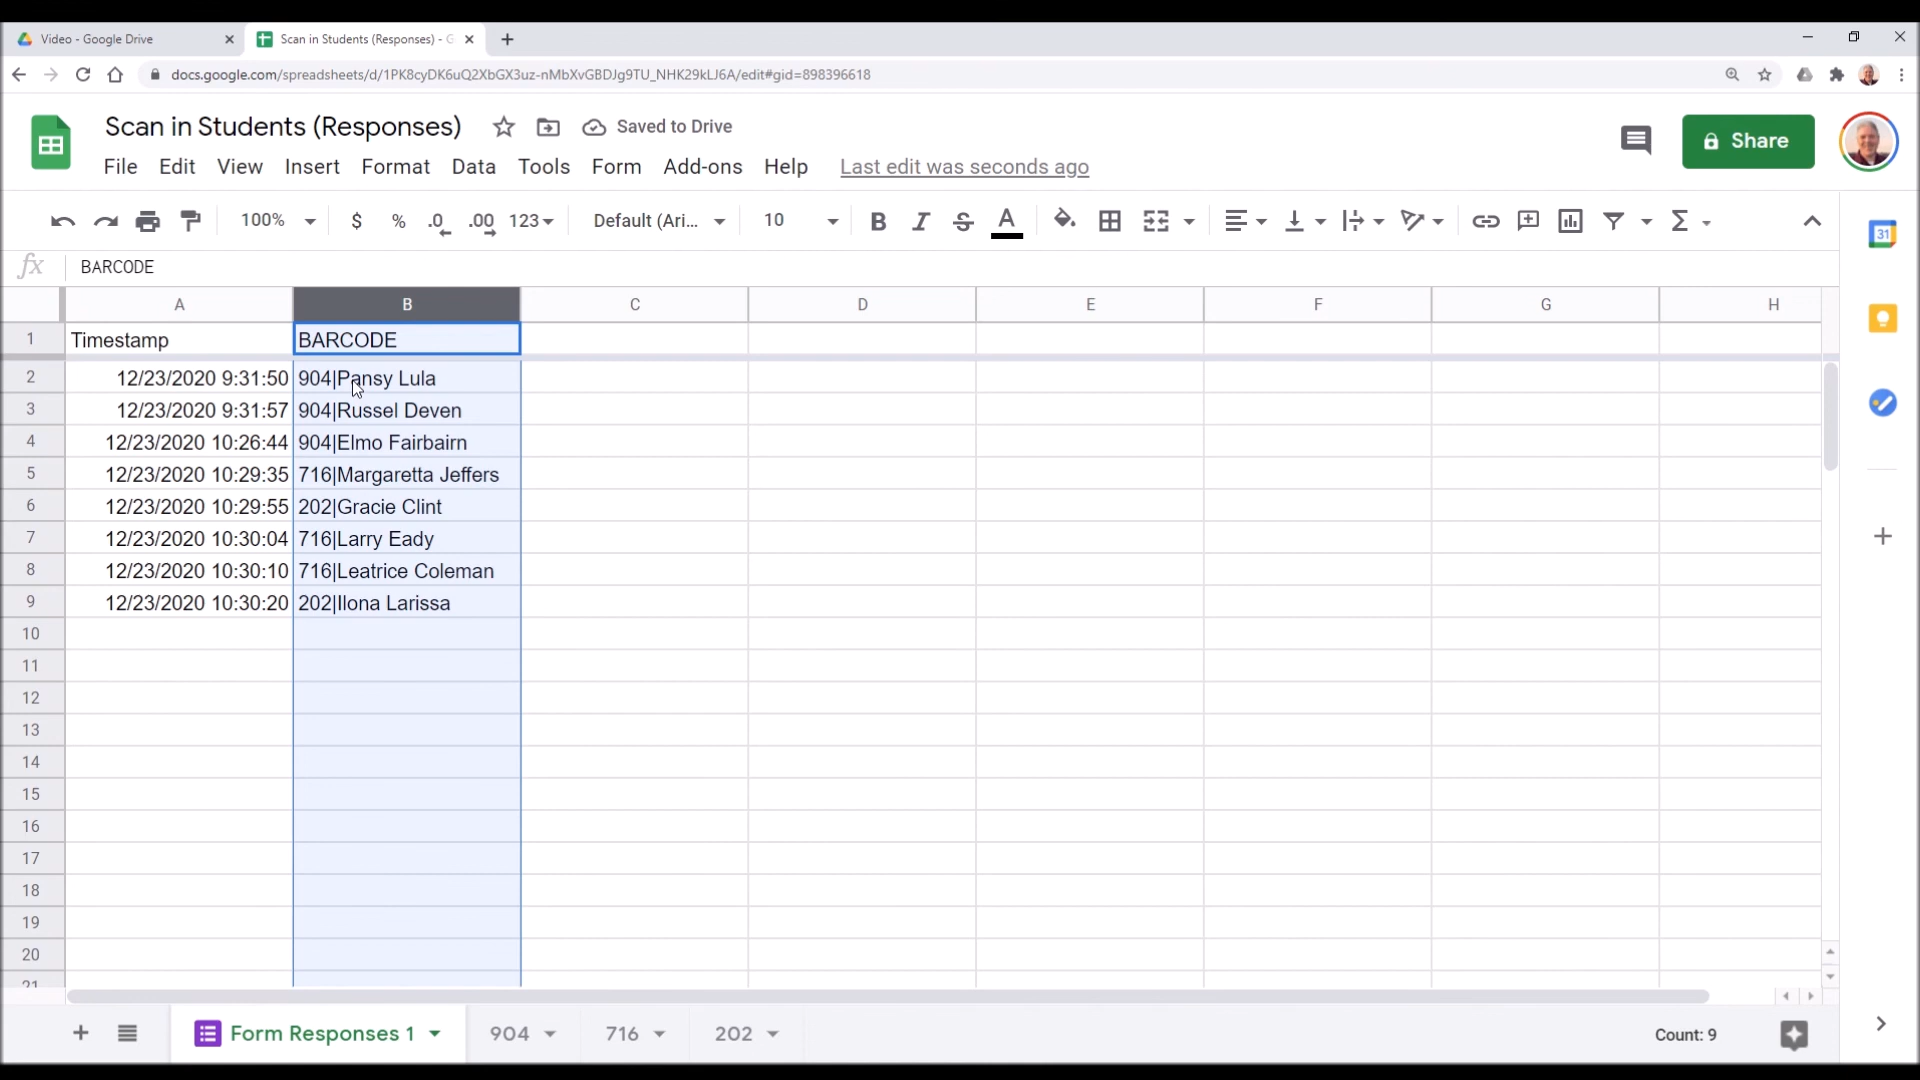 Video - Google Drive
Scan in Students (Responses) - G
docs.google.com/spreadsheets/d/1PK8cyDK6uQ2XbGX3uz-nMbXvGBDJg9TU_NHK29kLJ6A/edit#gid=898396618
Scan in Students (Responses) Saved to Drive
Share
File Edit View Insert Format Data Tools Form Add-ons Help Last edit was seconds ago
100% $ % .0 .00 123 Default (Ari... 10 B I S A Σ
31
fx BARCODE
A B C D E F G H
1 Timestamp BARCODE
2 12/23/2020 9:31:50 904|Pansy Lula
3 12/23/2020 9:31:57 904|Russel Deven
4 12/23/2020 10:26:44 904|Elmo Fairbairn
5 12/23/2020 10:29:35 716|Margaretta Jeffers
6 12/23/2020 10:29:55 202|Gracie Clint
7 12/23/2020 10:30:04 716|Larry Eady
8 12/23/2020 10:30:10 716|Leatrice Coleman
9 12/23/2020 10:30:20 202|Ilona Larissa
10
11
12
13
14
15
16
17
18
19
20
21
Form Responses 1 904 716 202 Count: 9